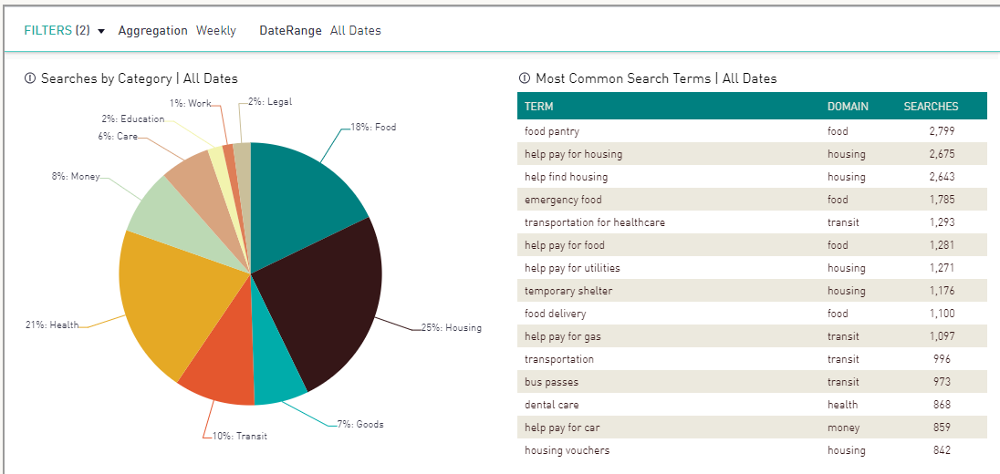 FILTERS (2) Aggregation Weekly DateRange All Dates
Searches by Category | All Dates
1%: Work
2%: Legal
2%: Education
18%: Food
6%: Care
8%: Money
21%: Health
25%: Housing
7%: Goods
10%: Transit
Most Common Search Terms | All Dates
TERM DOMAIN SEARCHES
food pantry food 2,799
help pay for housing housing 2,675
help find housing housing 2,643
emergency food food 1,785
transportation for healthcare transit 1,293
help pay for food food 1,281
help pay for utilities housing 1,271
temporary shelter housing 1,176
food delivery food 1,100
help pay for gas transit 1,097
transportation transit 996
bus passes transit 973
dental care health 868
help pay for car money 859
housing vouchers housing 842